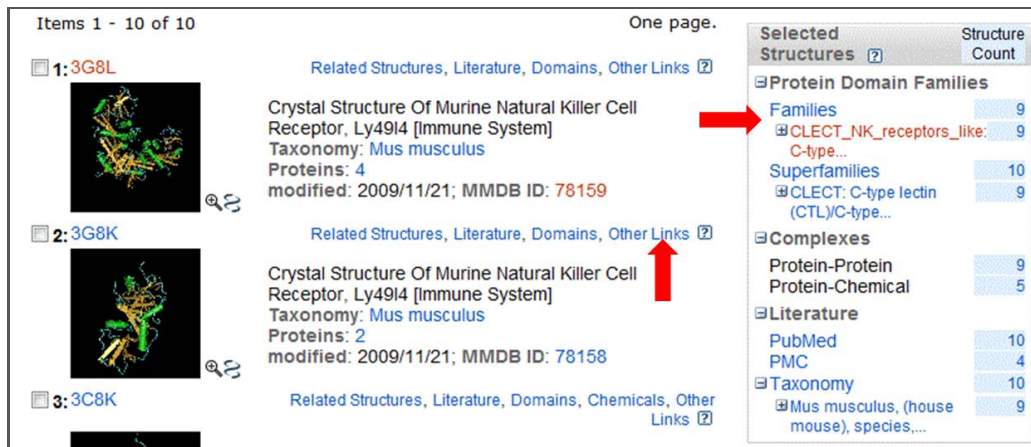 Items 1 - 10 of 10
One page.
1: 3G8L
Related Structures, Literature, Domains, Other Links ?
Crystal Structure Of Murine Natural Killer Cell
Receptor, Ly49l4 [Immune System]
Taxonomy: Mus musculus
Proteins: 4
modified: 2009/11/21; MMDB ID: 78159
2: 3G8K
Related Structures, Literature, Domains, Other Links ?
Crystal Structure Of Murine Natural Killer Cell
Receptor, Ly49l4 [Immune System]
Taxonomy: Mus musculus
Proteins: 2
modified: 2009/11/21; MMDB ID: 78158
3: 3C8K
Related Structures, Literature, Domains, Chemicals, Other
Links ?
Selected Structure
Structures ? Count
Protein Domain Families
Families 9
CLECT_NK_receptors_like: 9
C-type...
Superfamilies 10
CLECT: C-type lectin 9
(CTL)/C-type...
Complexes
Protein-Protein 9
Protein-Chemical 5
Literature
PubMed 10
PMC 4
Taxonomy 10
Mus musculus, (house 9
mouse), species,...